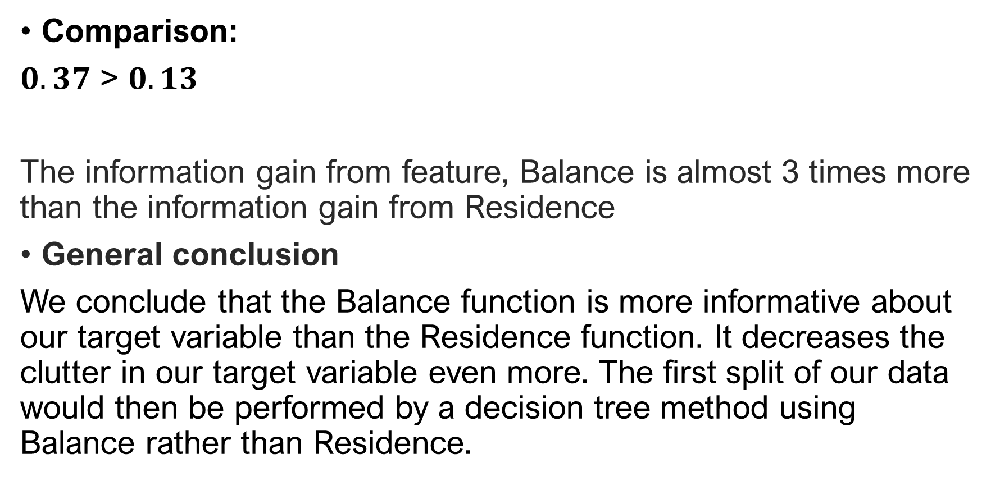 • Comparison:
0.37 > 0.13
The information gain from feature, Balance is almost 3 times more
than the information gain from Residence
• General conclusion
We conclude that the Balance function is more informative about
our target variable than the Residence function. It decreases the
clutter in our target variable even more. The first split of our data
would then be performed by a decision tree method using
Balance rather than Residence.